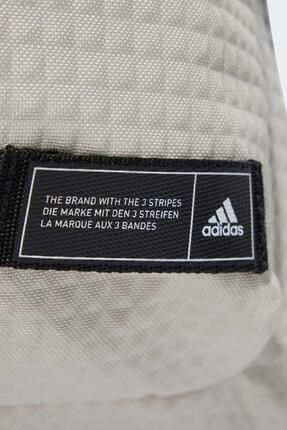 THE BRAND WITH THE 3 STRIPES
DIE MARKE MIT DEN 3 STREIFEN
LA MARQUE AUX 3 BANDES
adidas